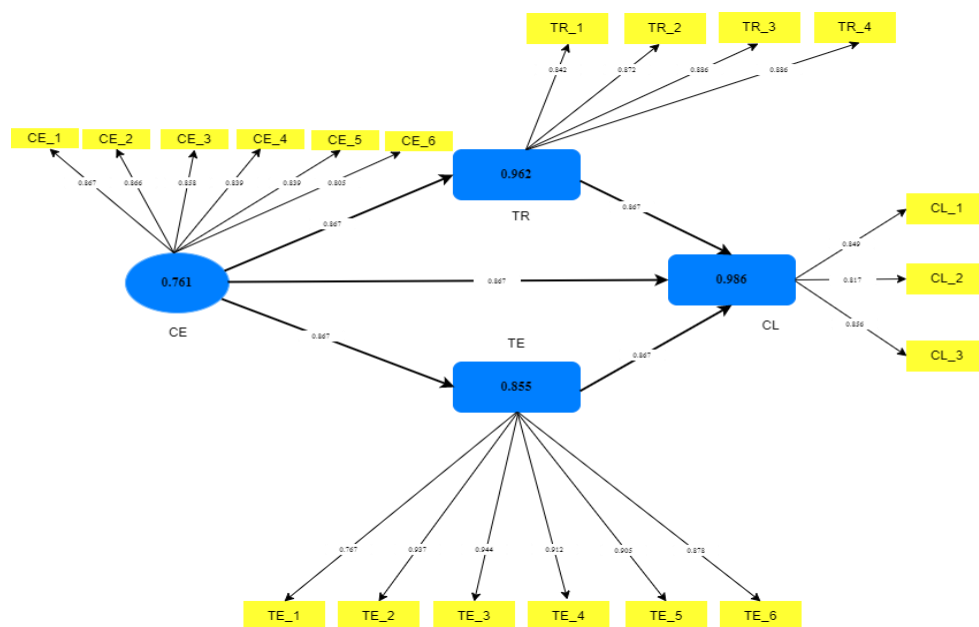 TR_1 TR_2 TR_3 TR_4
0.842 0.872 0.886 0.886
CE_1 CE_2 CE_3 CE_4 CE_5 CE_6
0.867 0.866 0.858 0.839 0.839 0.805
0.962
TR
0.867 0.867
CL_1
0.849
0.761
CE
0.867
0.986
CL
0.817
CL_2
0.856
CL_3
0.867 0.867
TE
0.855
0.767 0.937 0.944 0.912 0.905 0.878
TE_1 TE_2 TE_3 TE_4 TE_5 TE_6